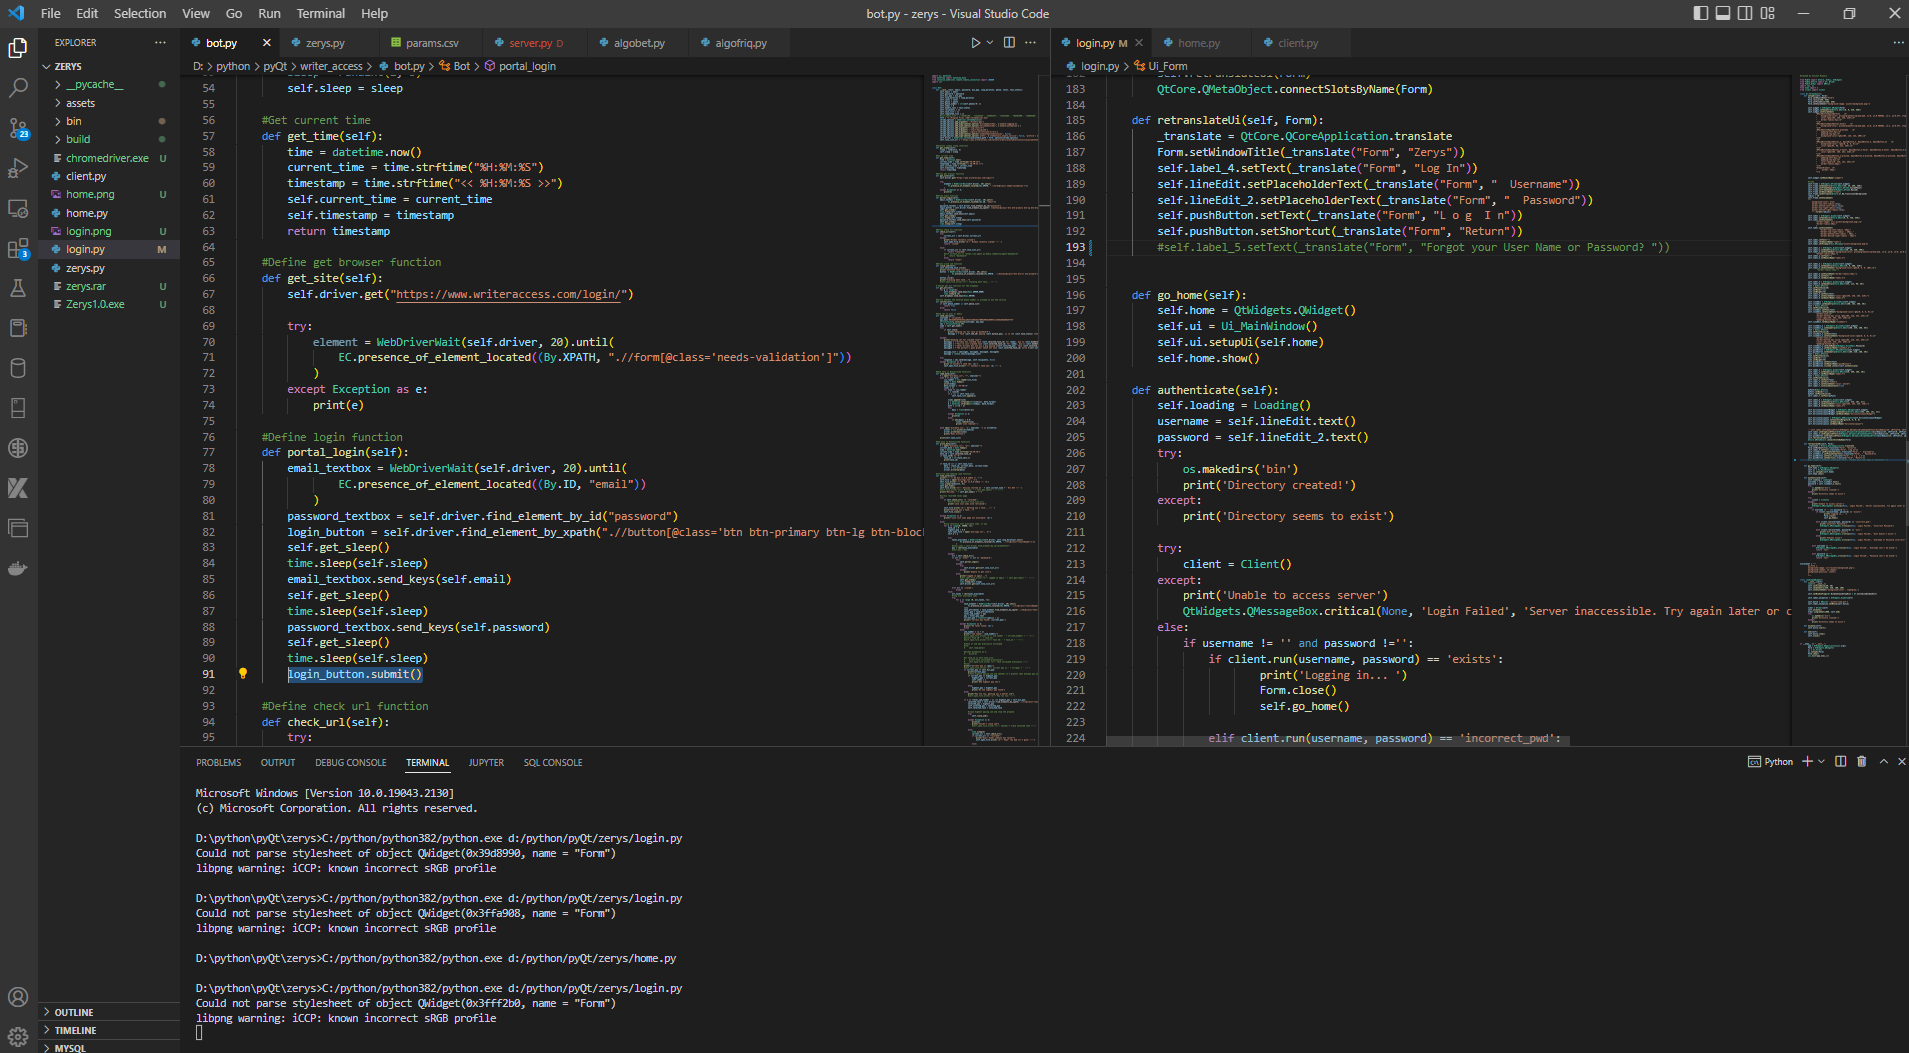 File Edit Selection View Go Run Terminal Help
bot.py - zerys - Visual Studio Code
EXPLORER
ZERYS
__pycache__
assets
bin
build
chromedriver.exe U
client.py
home.png U
home.py
login.png U
login.py M
zerys.py
zerys.rar U
Zerys1.0.exe U
OUTLINE
TIMELINE
MYSQL
23
3
bot.py
zerys.py
params.csv
server.py D
algobet.py
algofriq.py
D: > python > pyQt > writer_access > bot.py > Bot > portal_login
54 self.sleep = sleep
55
56 #Get current time
57 def get_time(self):
58 time = datetime.now()
59 current_time = time.strftime("%H:%M:%S")
60 timestamp = time.strftime("<< %H:%M:%S >>")
61 self.current_time = current_time
62 self.timestamp = timestamp
63 return timestamp
64
65 #Define get browser function
66 def get_site(self):
67 self.driver.get("https://www.writeraccess.com/login/")
68
69 try:
70 element = WebDriverWait(self.driver, 20).until(
71 EC.presence_of_element_located((By.XPATH, ".//form[@class='needs-validation']"))
72 )
73 except Exception as e:
74 print(e)
75
76 #Define login function
77 def portal_login(self):
78 email_textbox = WebDriverWait(self.driver, 20).until(
79 EC.presence_of_element_located((By.ID, "email"))
80 )
81 password_textbox = self.driver.find_element_by_id("password")
82 login_button = self.driver.find_element_by_xpath(".//button[@class='btn btn-primary btn-lg btn-bloc
83 self.get_sleep()
84 time.sleep(self.sleep)
85 email_textbox.send_keys(self.email)
86 self.get_sleep()
87 time.sleep(self.sleep)
88 password_textbox.send_keys(self.password)
89 self.get_sleep()
90 time.sleep(self.sleep)
91 login_button.submit()
92
93 #Define check url function
94 def check_url(self):
95 try:
login.py M
home.py
client.py
login.py > Ui_Form
182 self.retranslateUi(Form)
183 QtCore.QMetaObject.connectSlotsByName(Form)
184
185 def retranslateUi(self, Form):
186 _translate = QtCore.QCoreApplication.translate
187 Form.setWindowTitle(_translate("Form", "Zerys"))
188 self.label_4.setText(_translate("Form", "Log In"))
189 self.lineEdit.setPlaceholderText(_translate("Form", "  Username"))
190 self.lineEdit_2.setPlaceholderText(_translate("Form", "  Password"))
191 self.pushButton.setText(_translate("Form", "L o g  I n"))
192 self.pushButton.setShortcut(_translate("Form", "Return"))
193 #self.label_5.setText(_translate("Form", "Forgot your User Name or Password? "))
194
195
196 def go_home(self):
197 self.home = QtWidgets.QWidget()
198 self.ui = Ui_MainWindow()
199 self.ui.setupUi(self.home)
200 self.home.show()
201
202 def authenticate(self):
203 self.loading = Loading()
204 username = self.lineEdit.text()
205 password = self.lineEdit_2.text()
206 try:
207 os.makedirs('bin')
208 print('Directory created!')
209 except:
210 print('Directory seems to exist')
211
212 try:
213 client = Client()
214 except:
215 print('Unable to access server')
216 QtWidgets.QMessageBox.critical(None, 'Login Failed', 'Server inaccessible. Try again later or c
217 else:
218 if username != '' and password !='':
219 if client.run(username, password) == 'exists':
220 print('Logging in... ')
221 Form.close()
222 self.go_home()
223
224 elif client.run(username, password) == 'incorrect_pwd':
PROBLEMS OUTPUT DEBUG CONSOLE TERMINAL JUPYTER SQL CONSOLE
Python
Microsoft Windows [Version 10.0.19043.2130]
(c) Microsoft Corporation. All rights reserved.
D:\python\pyQt\zerys>C:/python/python382/python.exe d:/python/pyQt/zerys/login.py
Could not parse stylesheet of object QWidget(0x39d8990, name = "Form")
libpng warning: iCCP: known incorrect sRGB profile
D:\python\pyQt\zerys>C:/python/python382/python.exe d:/python/pyQt/zerys/login.py
Could not parse stylesheet of object QWidget(0x3ffa908, name = "Form")
libpng warning: iCCP: known incorrect sRGB profile
D:\python\pyQt\zerys>C:/python/python382/python.exe d:/python/pyQt/zerys/home.py
D:\python\pyQt\zerys>C:/python/python382/python.exe d:/python/pyQt/zerys/login.py
Could not parse stylesheet of object QWidget(0x3fff2b0, name = "Form")
libpng warning: iCCP: known incorrect sRGB profile